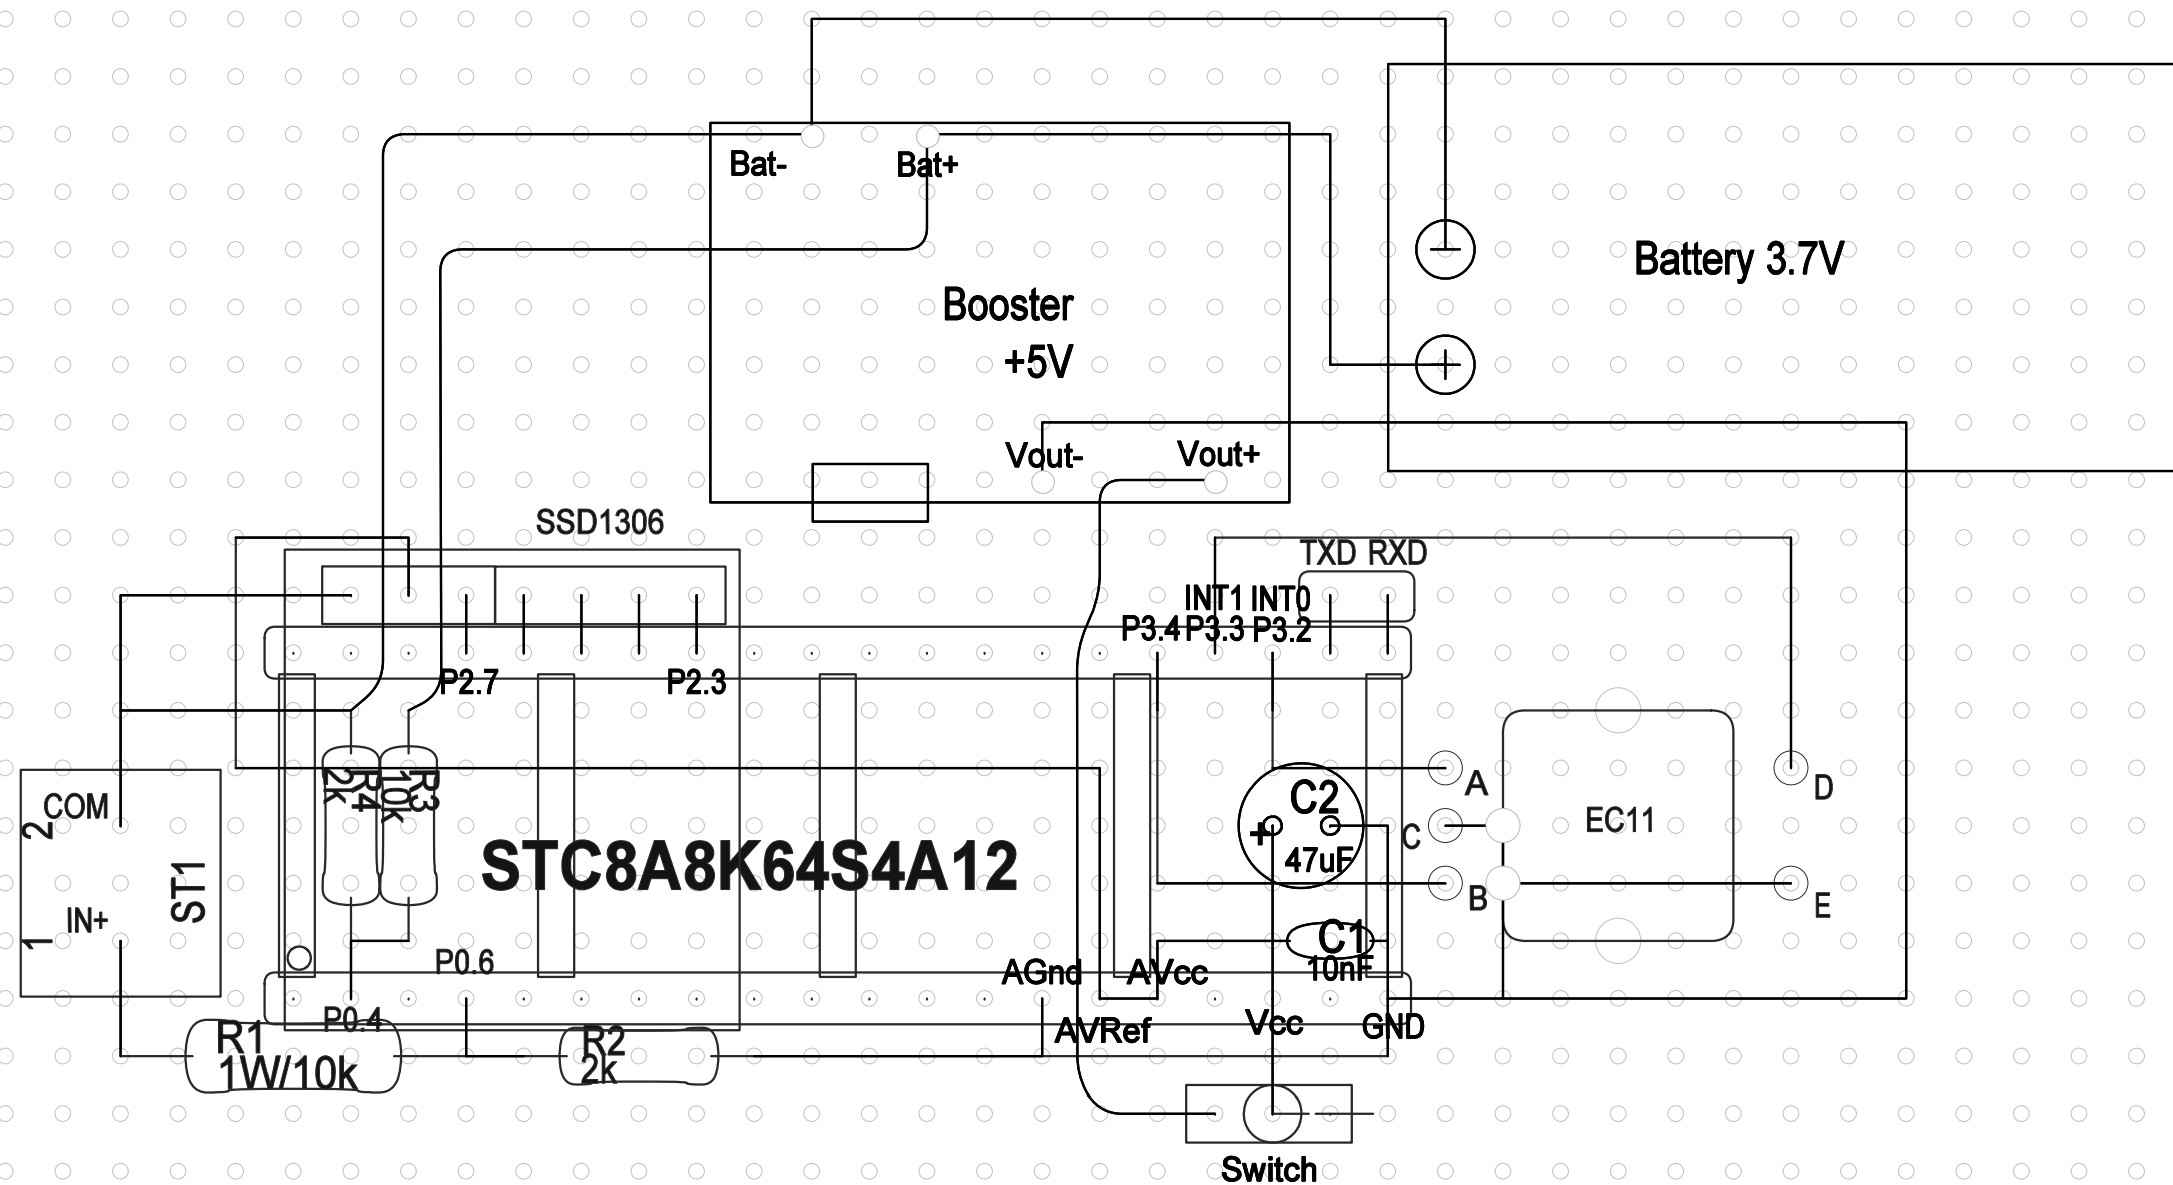 Bat-
Bat+
Battery 3.7V
Booster
+5V
Vout-
Vout+
SSD1306
TXD RXD
INT1 INT0
P3.4 P3.3 P3.2
P2.7
P2.3
COM
2
ST1
IN+
1
R4
2k
R3
10k
STC8A8K64S4A12
C2
+
47uF
A
C
B
EC11
D
E
C1
10nF
P0.6
AGnd
AVcc
P0.4
AVRef
Vcc
GND
R1
1W/10k
R2
2k
Switch